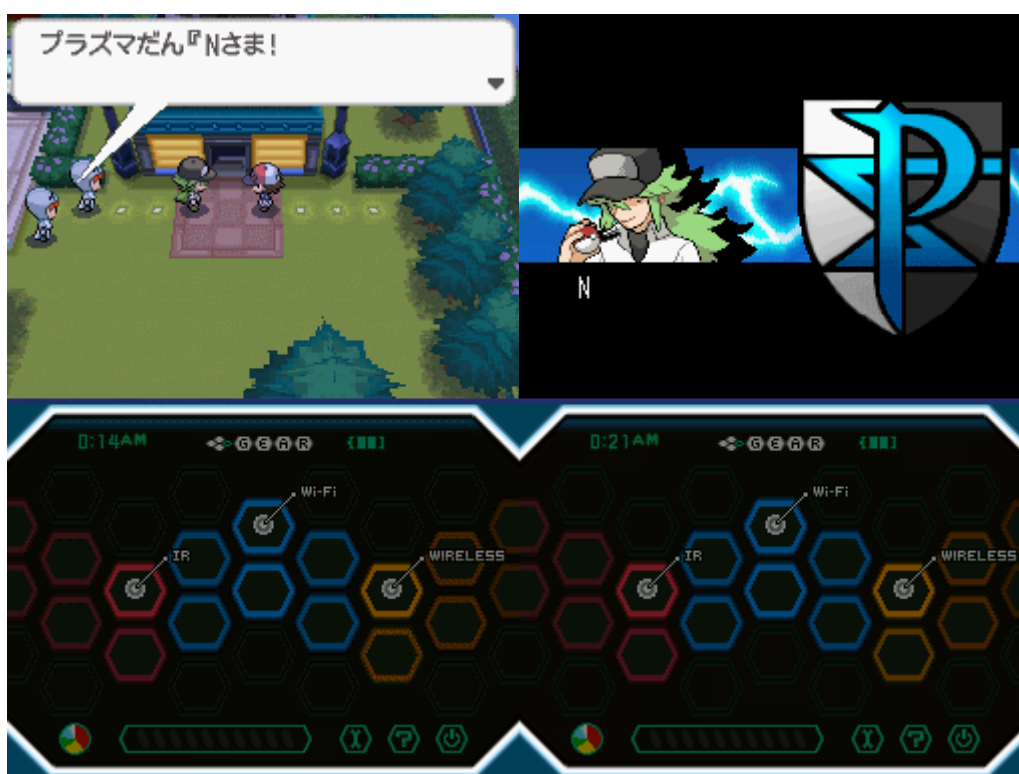 プラズマだん『Nさま!
N
0:14AM
GEAR
Wi-Fi
IR
WIRELESS
X
?
0:21AM
GEAR
Wi-Fi
IR
WIRELESS
X
?